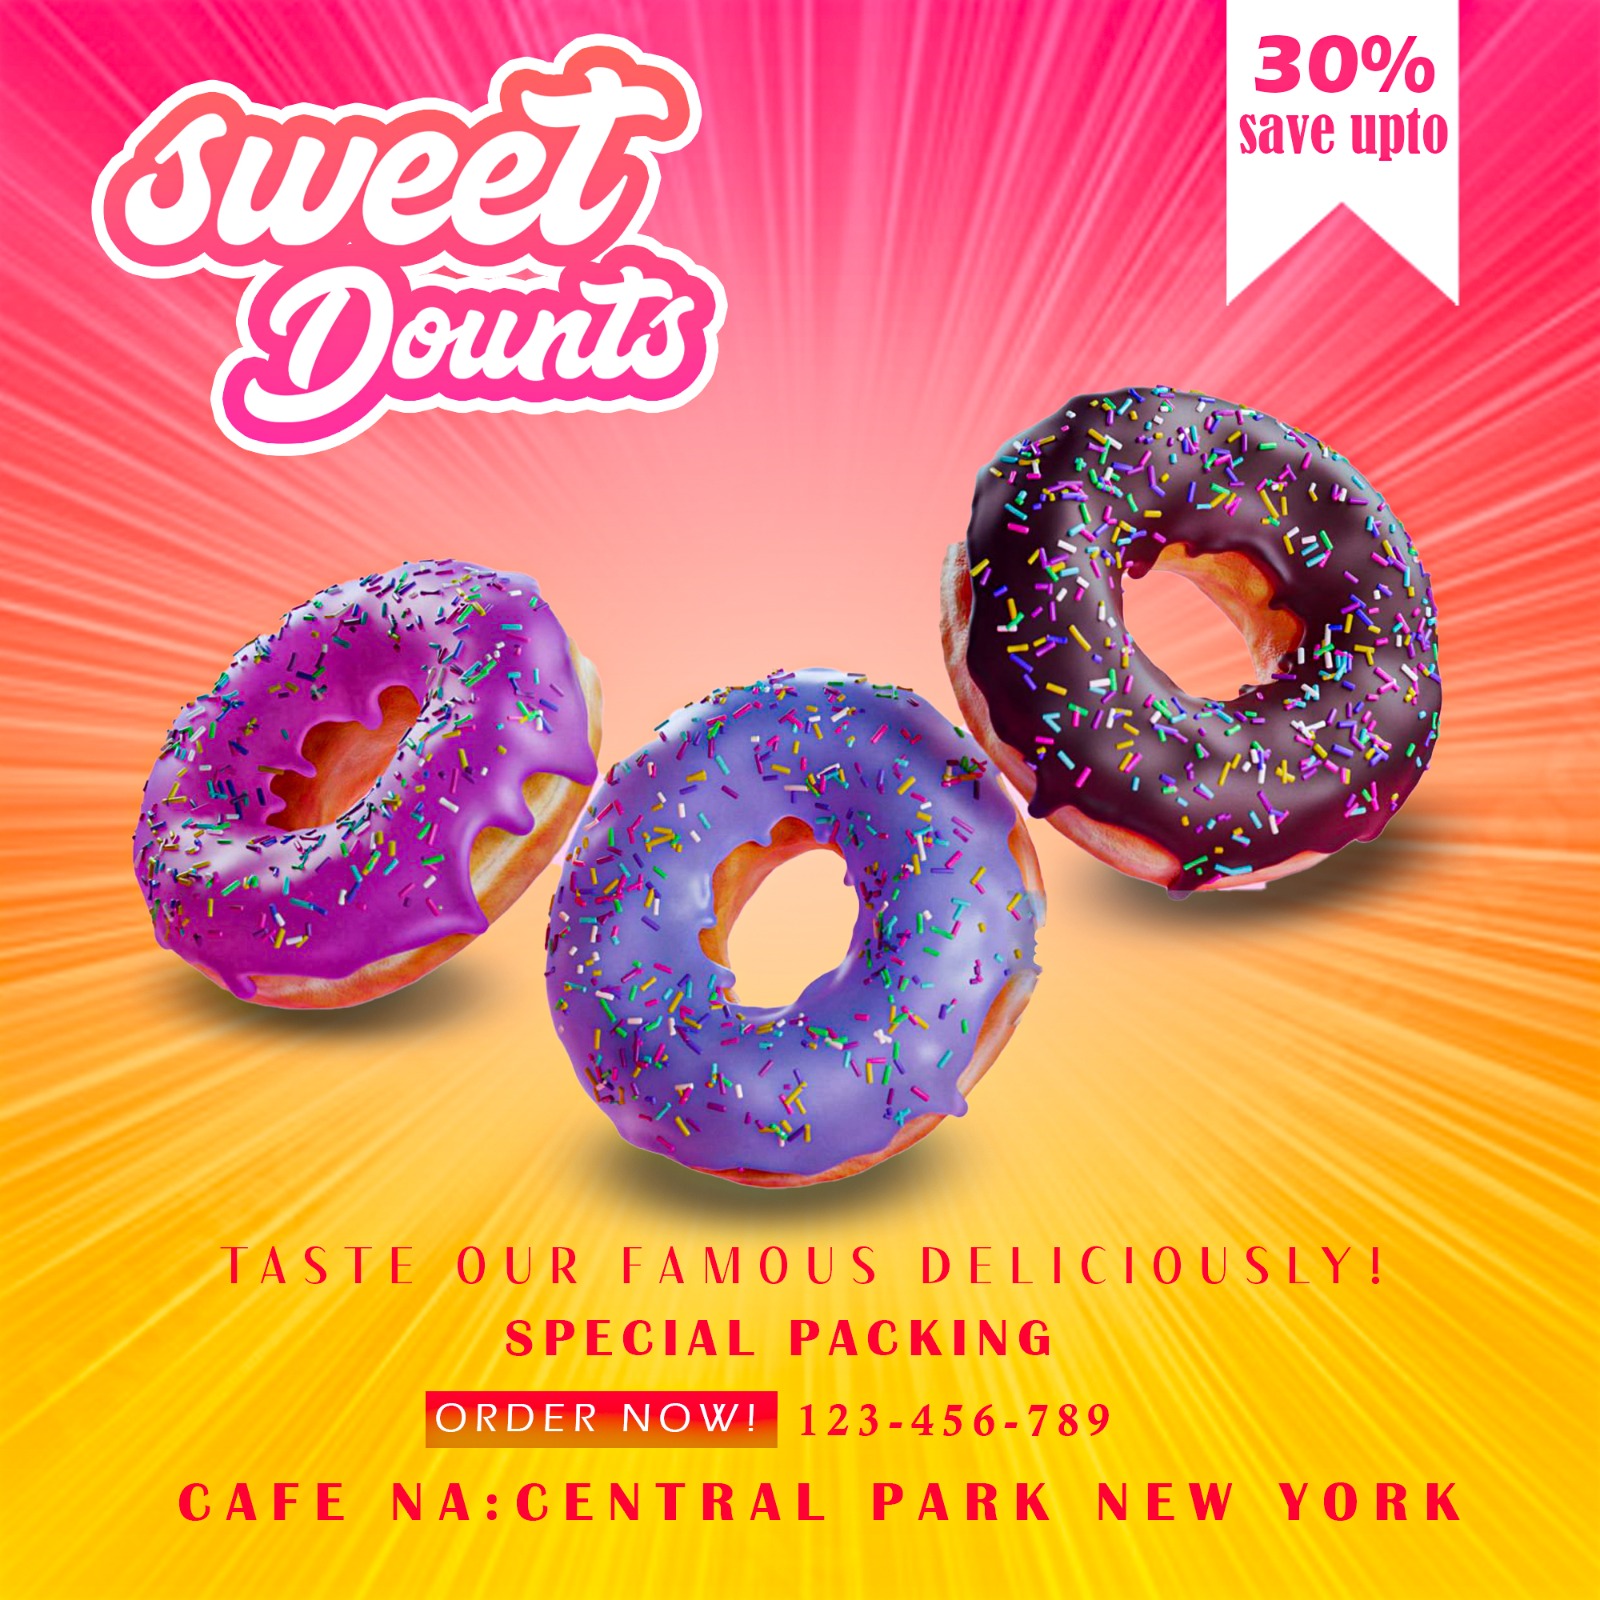 sweet
Dounts
30%
save upto
TASTE OUR FAMOUS DELICIOUSLY!
SPECIAL PACKING
ORDER NOW! 123-456-789
CAFE NA:CENTRAL PARK NEW YORK